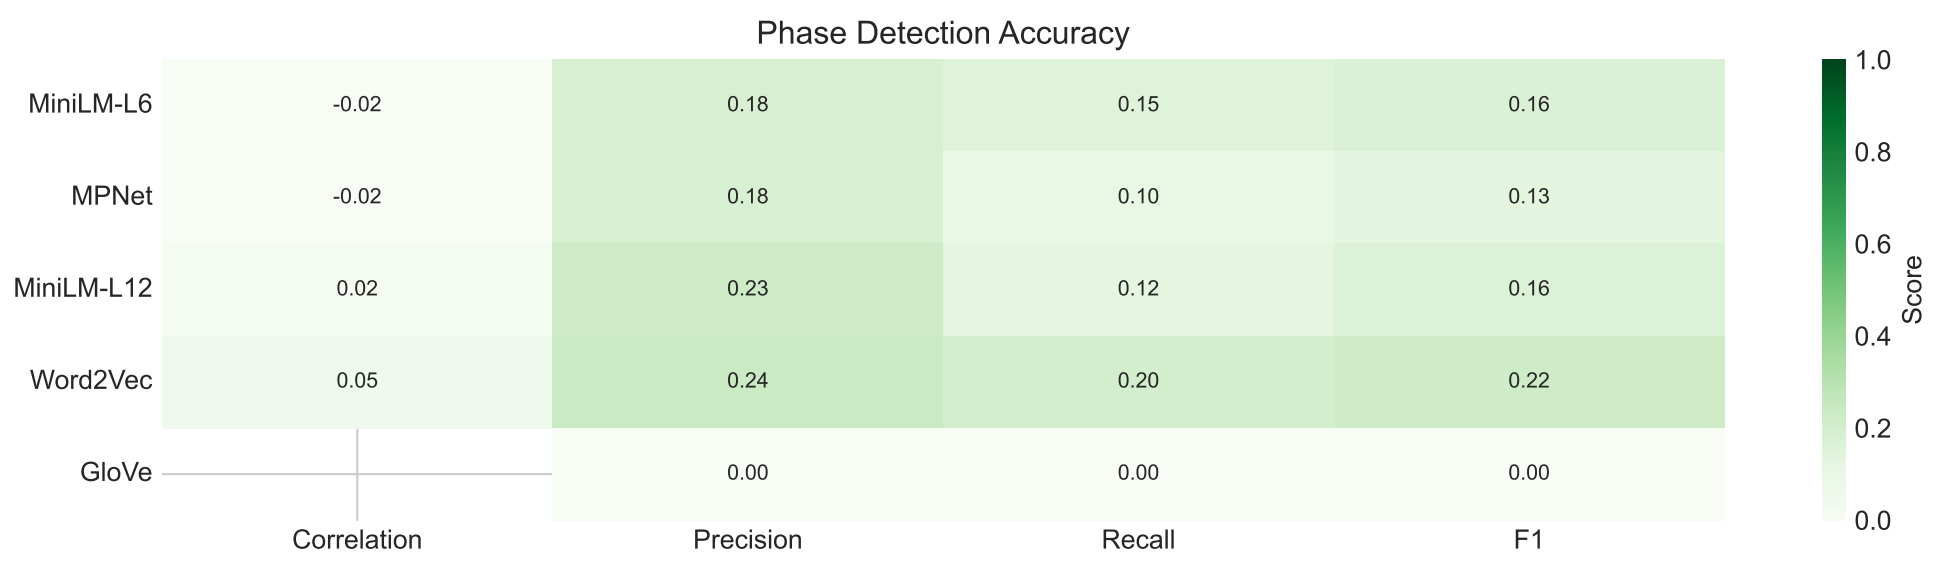 Phase Detection Accuracy
MiniLM-L6 -0.02 0.18 0.15 0.16
MPNet -0.02 0.18 0.10 0.13
MiniLM-L12 0.02 0.23 0.12 0.16
Word2Vec 0.05 0.24 0.20 0.22
GloVe 0.00 0.00 0.00
Correlation Precision Recall F1
1.0
0.8
0.6
0.4
0.2
0.0
Score